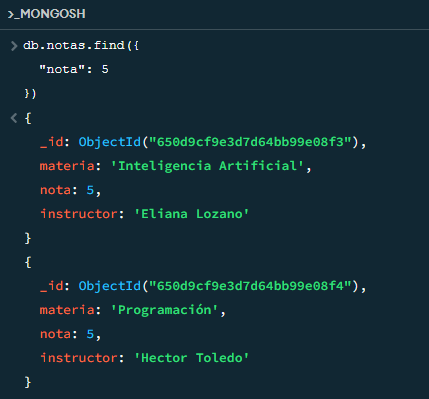 >_MONGOSH
> db.notas.find({
"nota": 5
})
< {
_id: ObjectId("650d9cf9e3d7d64bb99e08f3"),
materia: 'Inteligencia Artificial',
nota: 5,
instructor: 'Eliana Lozano'
}
{
_id: ObjectId("650d9cf9e3d7d64bb99e08f4"),
materia: 'Programación',
nota: 5,
instructor: 'Hector Toledo'
}